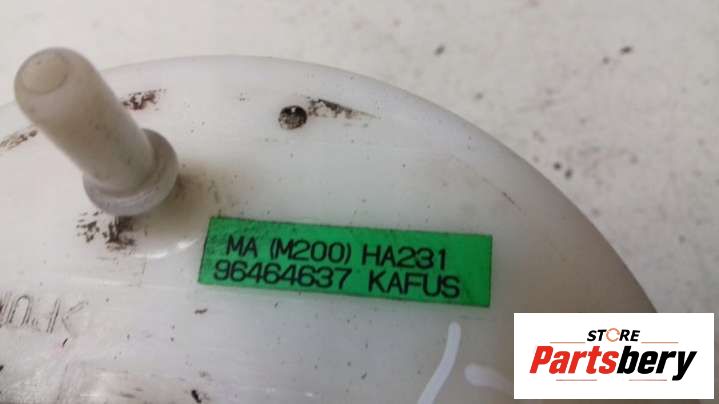 MA (M200) HA231
96464637 KAFUS
STORE
Partsbery